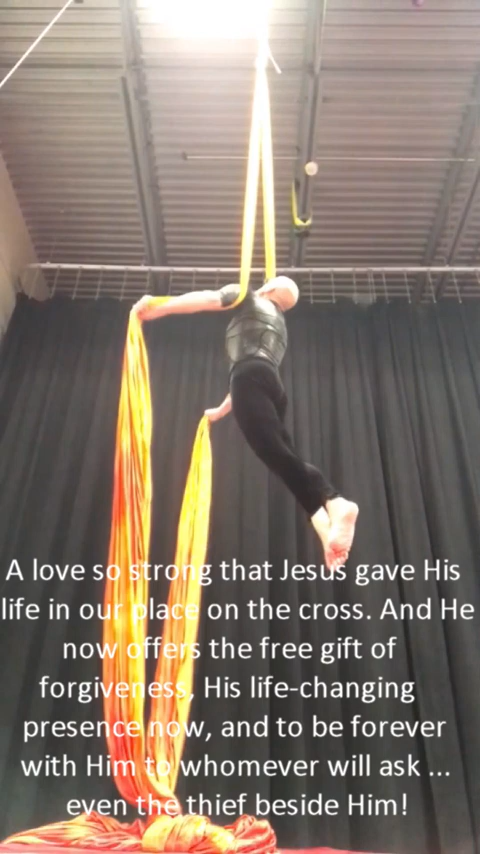 A love so strong that Jesus gave His
life in our place on the cross. And He
now offers the free gift of
forgiveness, His life-changing
presence now, and to be forever
with Him to whomever will ask ...
even the thief beside Him!